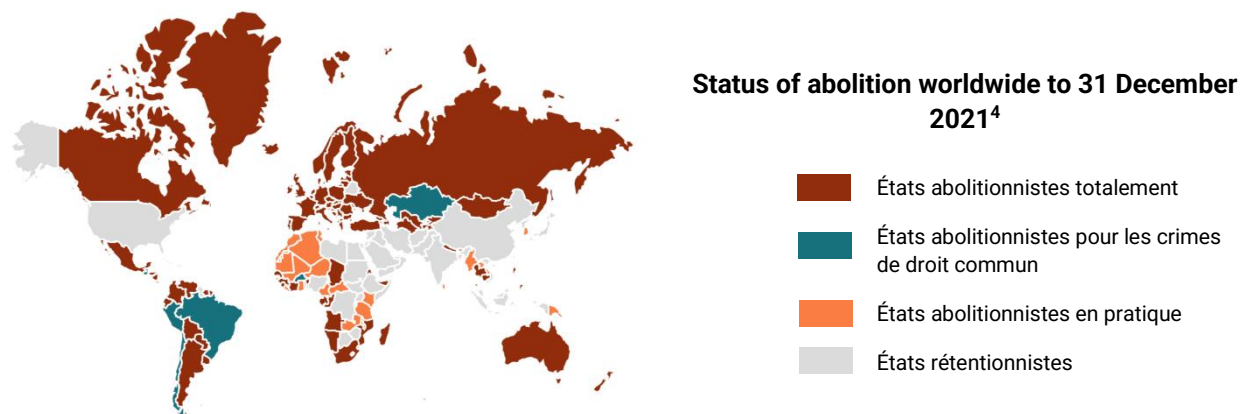 Status of abolition worldwide to 31 December
2021⁴
États abolitionnistes totalement
États abolitionnistes pour les crimes
de droit commun
États abolitionnistes en pratique
États rétentionnistes